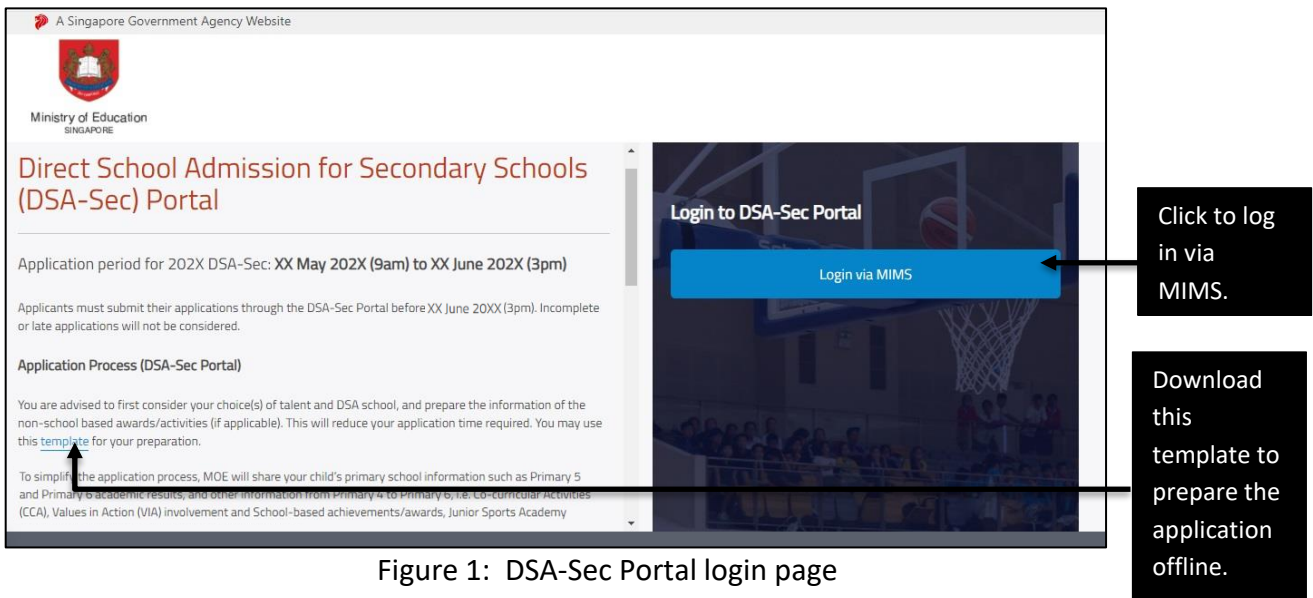 A Singapore Government Agency Website
Ministry of Education
SINGAPORE
Direct School Admission for Secondary Schools
(DSA-Sec) Portal
Application period for 202X DSA-Sec: XX May 202X (9am) to XX June 202X (3pm)
Applicants must submit their applications through the DSA-Sec Portal before XX June 20XX (3pm). Incomplete
or late applications will not be considered.
Application Process (DSA-Sec Portal)
You are advised to first consider your choice(s) of talent and DSA school, and prepare the information of the
non-school based awards/activities (if applicable). This will reduce your application time required. You may use
this template for your preparation.
To simplify the application process, MOE will share your child's primary school information such as Primary 5
and Primary 6 academic results, and other information from Primary 4 to Primary 6, i.e. Co-curricular Activities
(CCA), Values in Action (VIA) involvement and School-based achievements/awards, Junior Sports Academy
Login to DSA-Sec Portal
Login via MIMS
Click to log
in via
MIMS.
Download
this
template to
prepare the
application
offline.
Figure 1: DSA-Sec Portal login page